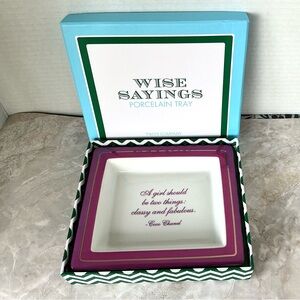 WISE
SAYINGS
PORCELAIN TRAY
A girl should
be two things:
classy and fabulous.
-Coco Chanel